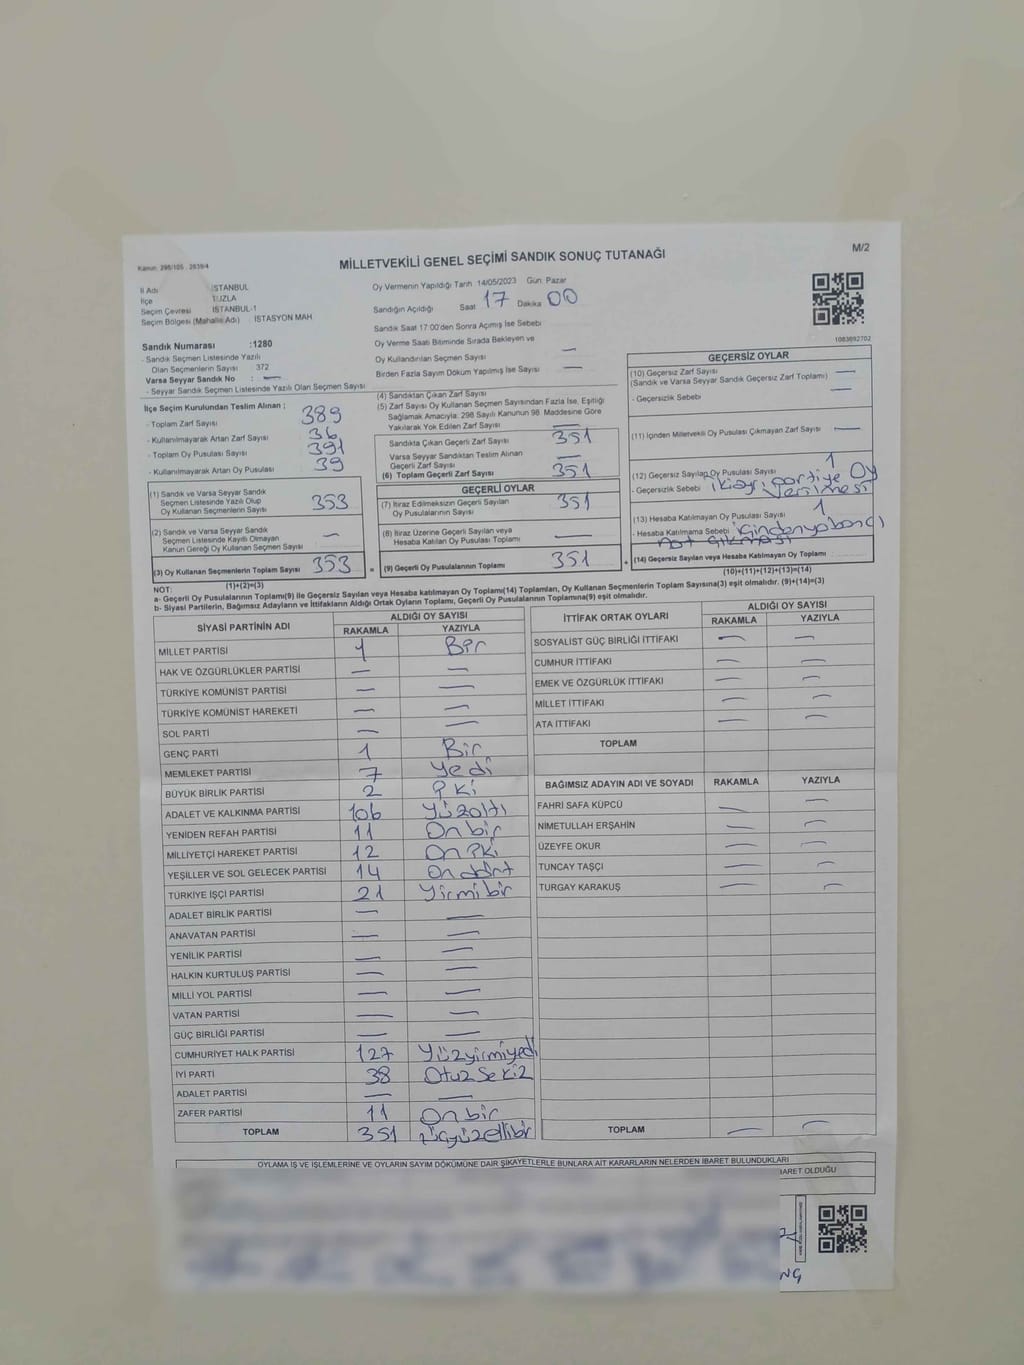 Kanun: 298/105 , 2839/4
MİLLETVEKİLİ GENEL SEÇİMİ SANDIK SONUÇ TUTANAĞI
M/2
İl Adı İSTANBUL
İlçe TUZLA
Seçim Çevresi İSTANBUL-1
Seçim Bölgesi (Mahalle Adı) : İSTASYON MAH
Oy Vermenin Yapıldığı Tarih 14/05/2023 Gün: Pazar
Sandığın Açıldığı Saat 17 Dakika 00
Sandık Saat 17:00'den Sonra Açılmış İse Sebebi
Oy Verme Saati Bitiminde Sırada Bekleyen ve
Oy Kullandırılan Seçmen Sayısı —
Birden Fazla Sayım Döküm Yapılmış İse Sayısı —
1083692702
Sandık Numarası :1280
- Sandık Seçmen Listesinde Yazılı
Olan Seçmenlerin Sayısı 372
Varsa Seyyar Sandık No : —
- Seyyar Sandık Seçmen Listesinde Yazılı Olan Seçmen Sayısı
İlçe Seçim Kurulundan Teslim Alınan ;
- Toplam Zarf Sayısı 389
- Kullanılmayarak Artan Zarf Sayısı 36
- Toplam Oy Pusulası Sayısı 391
- Kullanılmayarak Artan Oy Pusulası 39
(1) Sandık ve Varsa Seyyar Sandık
Seçmen Listesinde Yazılı Olup
Oy Kullanan Seçmenlerin Sayısı 353
(2) Sandık ve Varsa Seyyar Sandık
Seçmen Listesinde Kayıtlı Olmayan
Kanun Gereği Oy Kullanan Seçmen Sayısı —
(3) Oy Kullanan Seçmenlerin Toplam Sayısı 353
(1)+(2)=(3)
(4) Sandıktan Çıkan Zarf Sayısı
(5) Zarf Sayısı Oy Kullanan Seçmen Sayısından Fazla İse, Eşitliği
Sağlamak Amacıyla: 298 Sayılı Kanunun 98. Maddesine Göre
Yakılarak Yok Edilen Zarf Sayısı —
Sandıkta Çıkan Geçerli Zarf Sayısı 351
Varsa Seyyar Sandıktan Teslim Alınan
Geçerli Zarf Sayısı —
(6) Toplam Geçerli Zarf Sayısı 351
GEÇERLİ OYLAR
(7) İtiraz Edilmeksizin Geçerli Sayılan
Oy Pusulalarının Sayısı 351
(8) İtiraz Üzerine Geçerli Sayılan veya
Hesaba Katılan Oy Pusulası Toplamı —
= (9) Geçerli Oy Pusulalarının Toplamı 351
GEÇERSİZ OYLAR
(10) Geçersiz Zarf Sayısı —
(Sandık ve Varsa Seyyar Sandık Geçersiz Zarf Toplamı) —
- Geçersizlik Sebebi
(11) İçinden Milletvekili Oy Pusulası Çıkmayan Zarf Sayısı —
(12) Geçersiz Sayılan Oy Pusulası Sayısı 1
- Geçersizlik Sebebi iki ayrı partiye oy
verilmesi
(13) Hesaba Katılmayan Oy Pusulası Sayısı 1
- Hesaba Katılmama Sebebi içinden yabancı
not çıkması
+ (14) Geçersiz Sayılan veya Hesaba Katılmayan Oy Toplamı
(10)+(11)+(12)+(13)=(14)
NOT:
a- Geçerli Oy Pusulalarının Toplamı(9) ile Geçersiz Sayılan veya Hesaba katılmayan Oy Toplamı(14) Toplamları, Oy Kullanan Seçmenlerin Toplam Sayısına(3) eşit olmalıdır. (9)+(14)=(3)
b- Siyasi Partilerin, Bağımsız Adayların ve İttifakların Aldığı Ortak Oyların Toplamı, Geçerli Oy Pusulalarının Toplamına(9) eşit olmalıdır.
SİYASİ PARTİNİN ADI ALDIĞI OY SAYISI
RAKAMLA YAZIYLA
MİLLET PARTİSİ 1 Bir
HAK VE ÖZGÜRLÜKLER PARTİSİ — —
TÜRKİYE KOMÜNİST PARTİSİ — —
TÜRKİYE KOMÜNİST HAREKETİ — —
SOL PARTİ — —
GENÇ PARTİ 1 Bir
MEMLEKET PARTİSİ 7 Yedi
BÜYÜK BİRLİK PARTİSİ 2 İki
ADALET VE KALKINMA PARTİSİ 106 Yüzaltı
YENİDEN REFAH PARTİSİ 11 On bir
MİLLİYETÇİ HAREKET PARTİSİ 12 On iki
YEŞİLLER VE SOL GELECEK PARTİSİ 14 On dört
TÜRKİYE İŞÇİ PARTİSİ 21 Yirmi bir
ADALET BİRLİK PARTİSİ — —
ANAVATAN PARTİSİ — —
YENİLİK PARTİSİ — —
HALKIN KURTULUŞ PARTİSİ — —
MİLLİ YOL PARTİSİ — —
VATAN PARTİSİ — —
GÜÇ BİRLİĞİ PARTİSİ — —
CUMHURİYET HALK PARTİSİ 127 Yüzyirmiyedi
İYİ PARTİ 38 Otuz Sekiz
ADALET PARTİSİ — —
ZAFER PARTİSİ 11 On bir
TOPLAM 351 üçyüzellibir
İTTİFAK ORTAK OYLARI ALDIĞI OY SAYISI
RAKAMLA YAZIYLA
SOSYALİST GÜÇ BİRLİĞİ İTTİFAKI — —
CUMHUR İTTİFAKI — —
EMEK VE ÖZGÜRLÜK İTTİFAKI — —
MİLLET İTTİFAKI — —
ATA İTTİFAKI — —
TOPLAM
BAĞIMSIZ ADAYIN ADI VE SOYADI RAKAMLA YAZIYLA
FAHRİ SAFA KÜPCÜ — —
NİMETULLAH ERŞAHİN — —
ÜZEYFE OKUR — —
TUNCAY TAŞÇI — —
TURGAY KARAKUŞ — —
TOPLAM — —
OYLAMA İŞ VE İŞLEMLERİNE VE OYLARIN SAYIM DÖKÜMÜNE DAİR ŞİKAYETLERLE BUNLARA AİT KARARLARIN NELERDEN İBARET BULUNDUKLARI
İBARET OLDUĞU